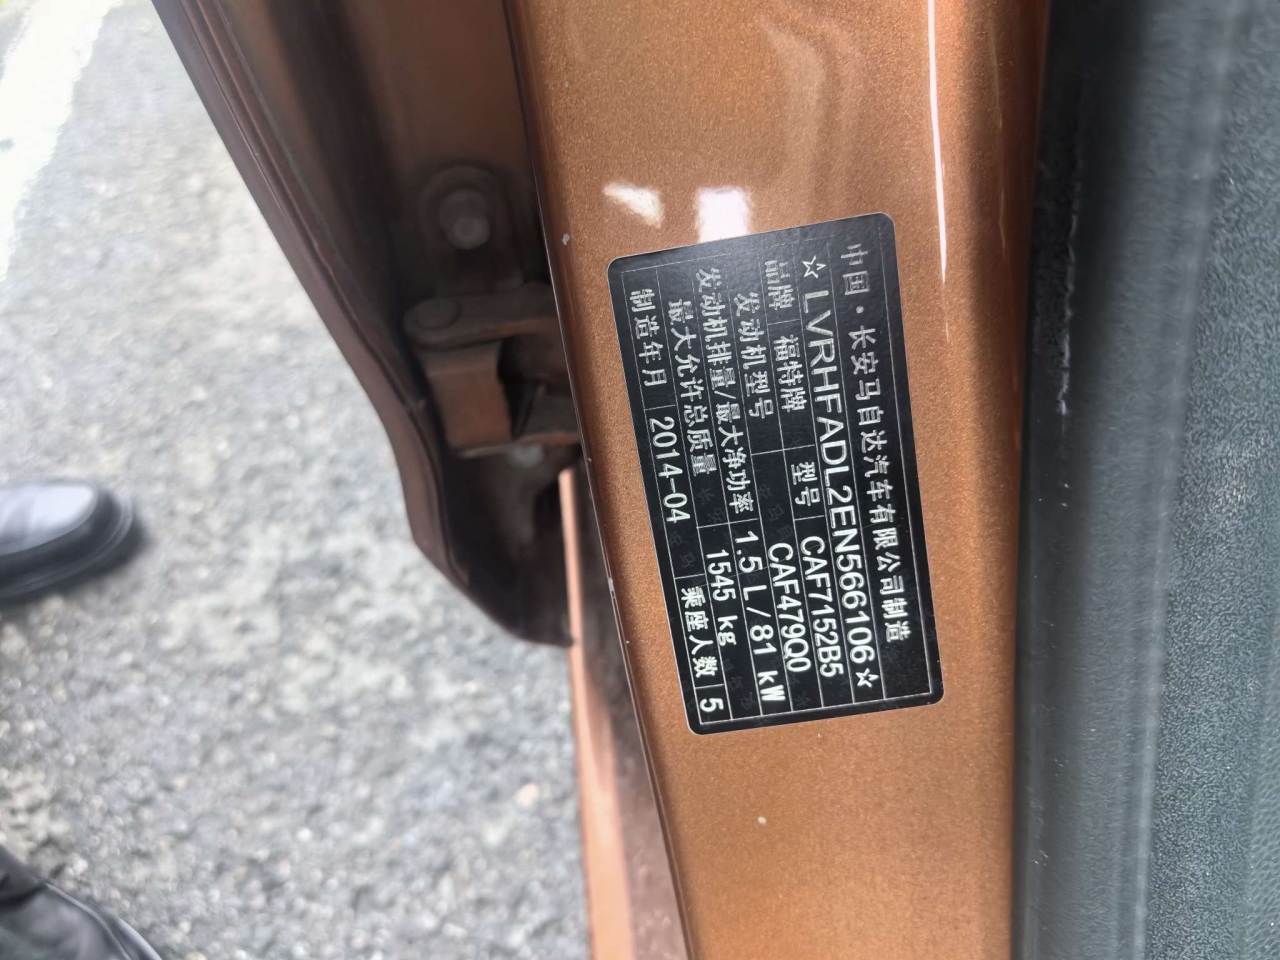 中国·长安马自达汽车有限公司制造
☆LVRHFADL2EN566106☆
品牌 福特牌 型号 CAF7152B5
发动机型号 CAF479Q0
发动机排量/最大净功率 1.5 L/81 kW
最大允许总质量 1545 kg
制造年月 2014-04 乘座人数 5